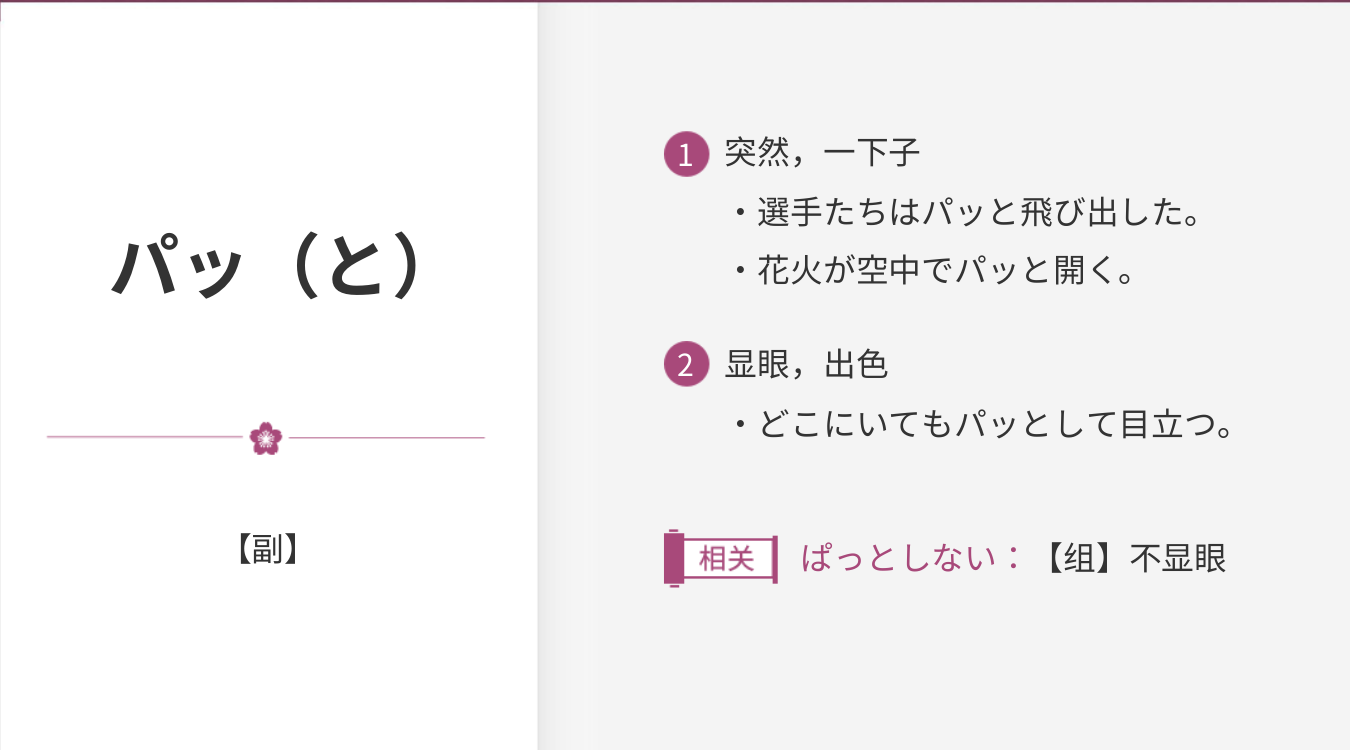 パッ（と）
【副】
1 突然，一下子
・選手たちはパッと飛び出した。
・花火が空中でパッと開く。
2 显眼，出色
・どこにいてもパッとして目立つ。
相关 ぱっとしない：【组】不显眼